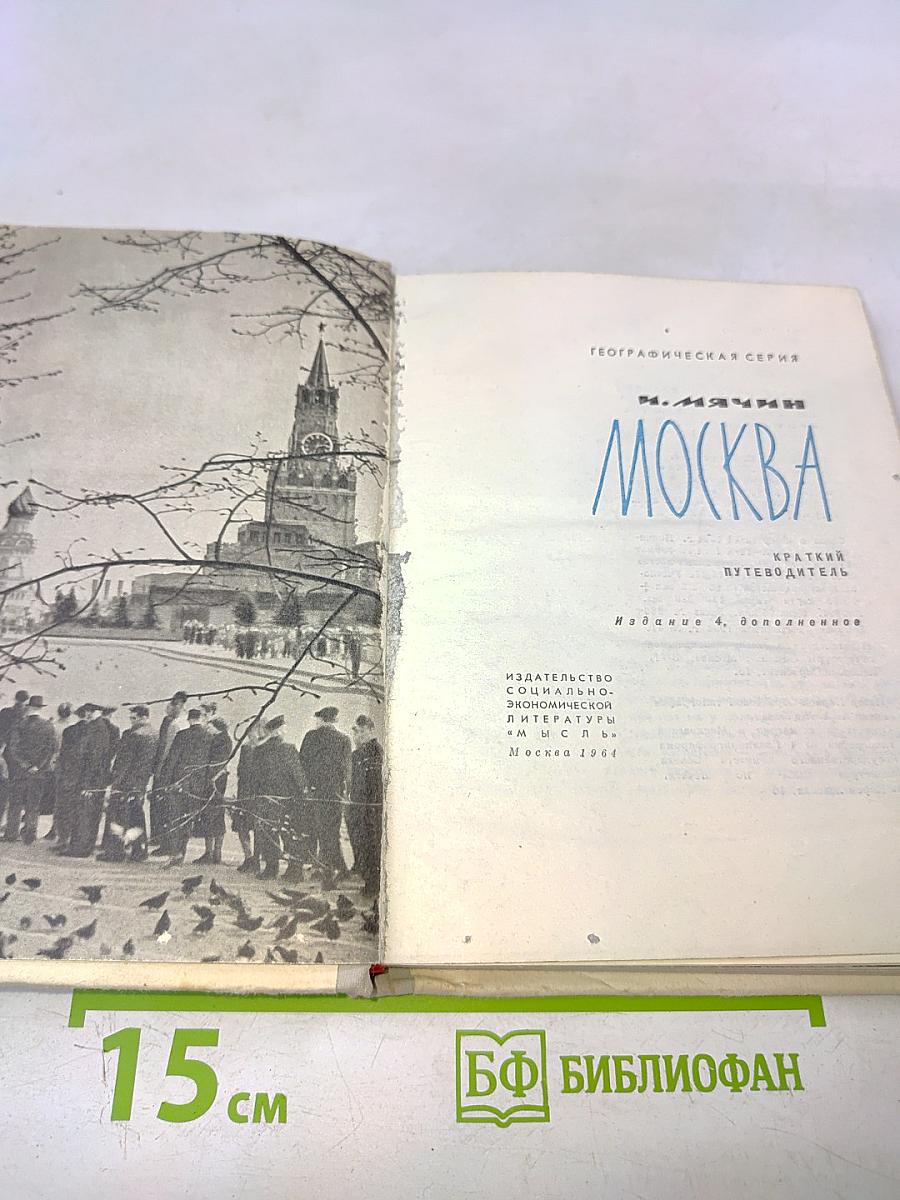 ГЕОГРАФИЧЕСКАЯ СЕРИЯ
И. МЯЧИН
МОСКВА
КРАТКИЙ
ПУТЕВОДИТЕЛЬ
Издание 4, дополненное
ИЗДАТЕЛЬСТВО
СОЦИАЛЬНО-
ЭКОНОМИЧЕСКОЙ
ЛИТЕРАТУРЫ
«МЫСЛЬ»
Москва 1964
15 см
БФ БИБЛИОФАН